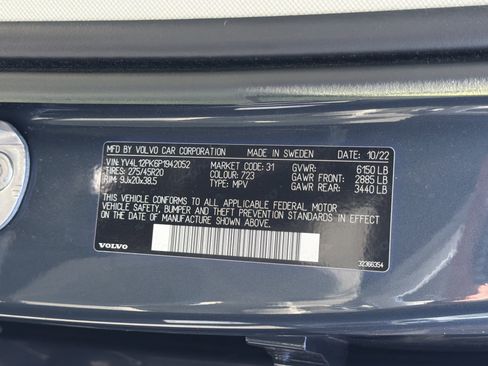 MFD BY VOLVO CAR CORPORATION MADE IN SWEDEN 10/22
VIN: YV4L12PK6P1942052 MARKET CODE: 31 GVWR: 6150 LB
TIRES: 275/45R20 COLOUR: 723 GAWR FRONT: 2885 LB
RIM: 9Jx20x38.5 TYPE: MPV GAWR REAR: 3440 LB
THIS VEHICLE CONFORMS TO ALL APPLICABLE FEDERAL MOTOR
VEHICLE SAFETY, BUMPER AND THEFT PREVENTION STANDARDS IN
EFFECT ON THE DATE OF MANUFACTURE SHOWN ABOVE.
VOLVO 32366354